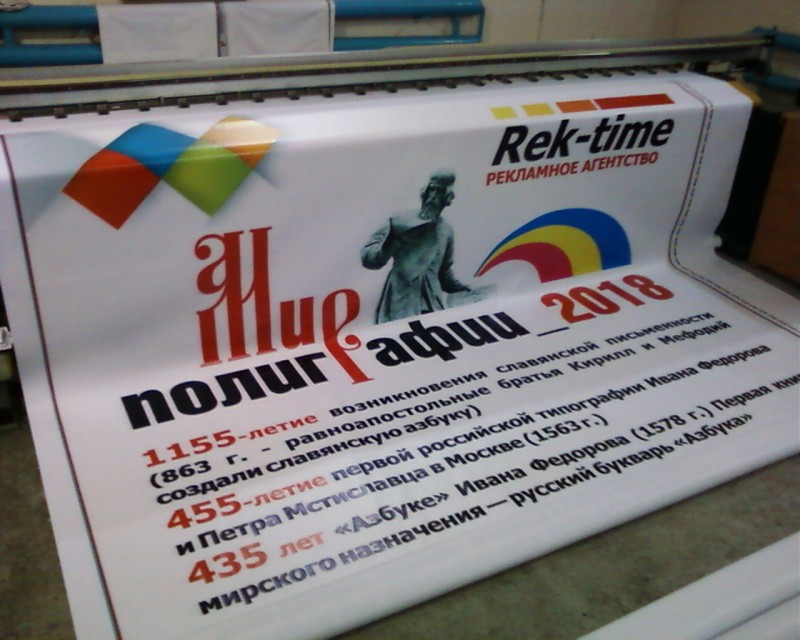 Rek-time
РЕКЛАМНОЕ АГЕНТСТВО
Мир
полиграфии_2018
1155-летие возникновения славянской письменности
(863 г. - равноапостольные братья Кирилл и Мефодий
создали славянскую азбуку)
455-летие первой российской типографии Ивана Федорова
и Петра Мстиславца в Москве (1563 г.)
435 лет «Азбуке» Ивана Федорова (1578 г.) Первая
мирского назначения — русский букварь «Азбука»